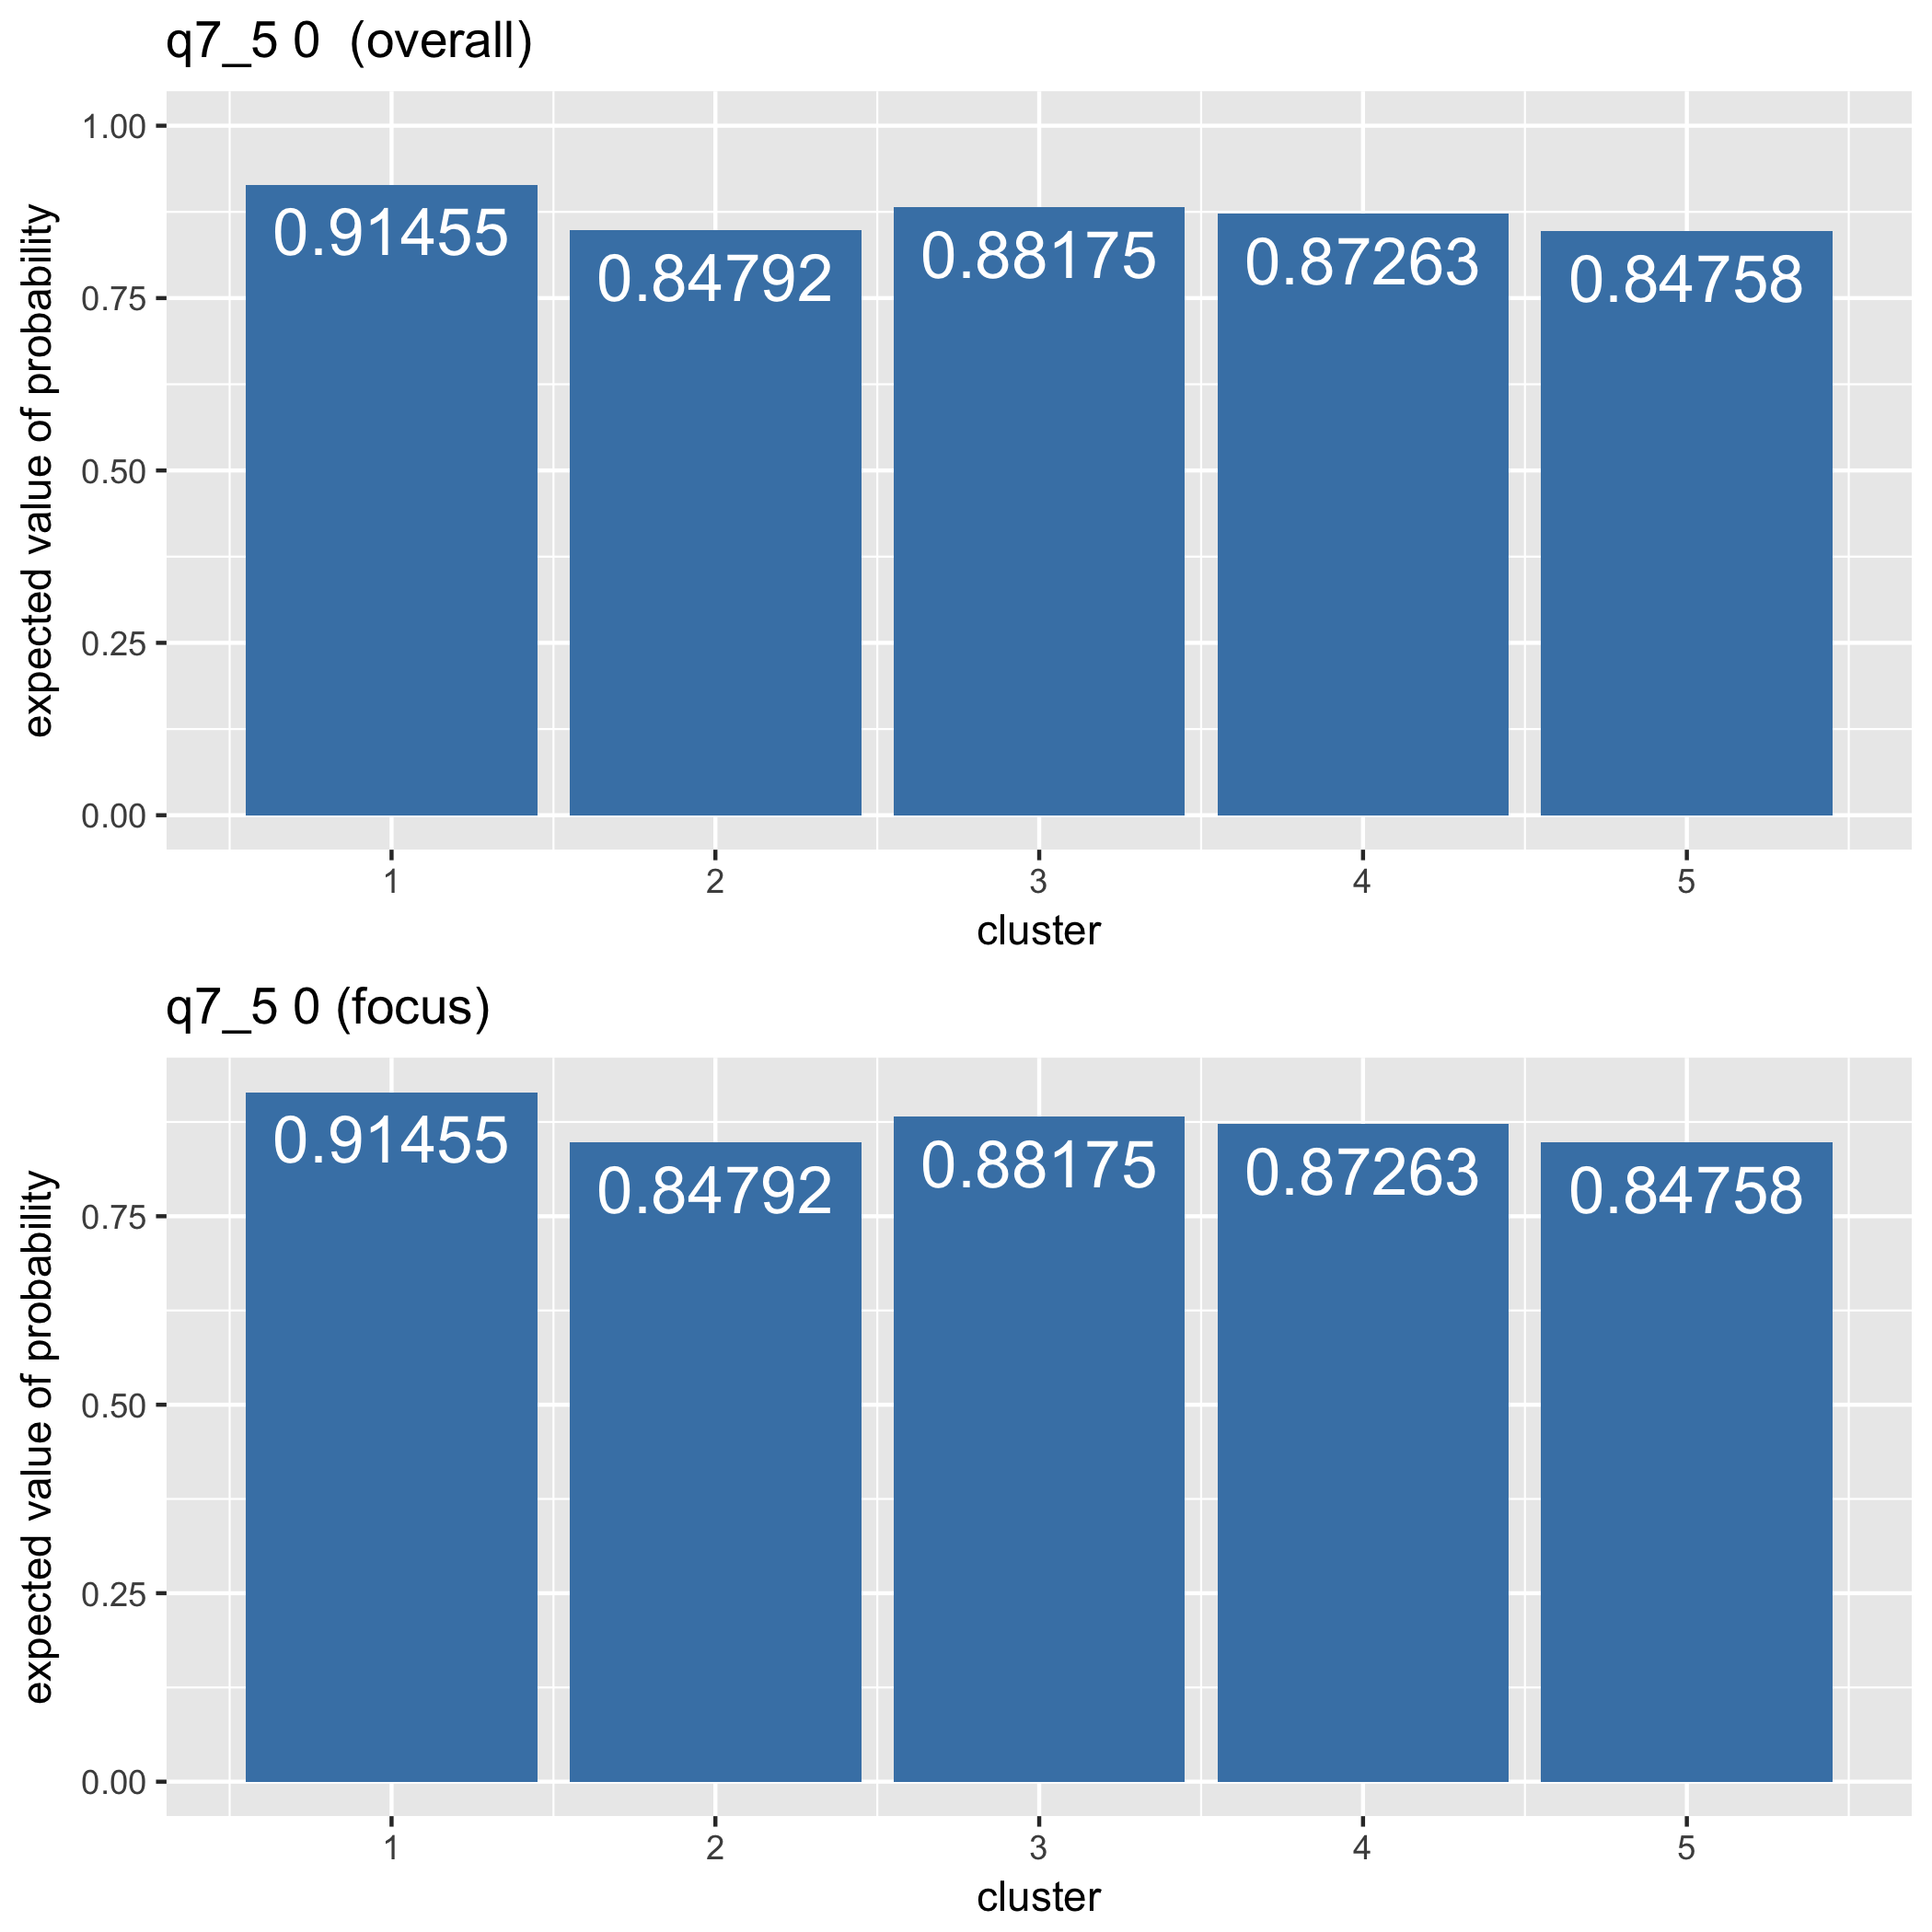 q7_5 0  (overall)
expected value of probability
1.00
0.75
0.50
0.25
0.00
0.91455
0.84792
0.88175
0.87263
0.84758
1 2 3 4 5
cluster
q7_5 0 (focus)
expected value of probability
0.75
0.50
0.25
0.00
0.91455
0.84792
0.88175
0.87263
0.84758
1 2 3 4 5
cluster